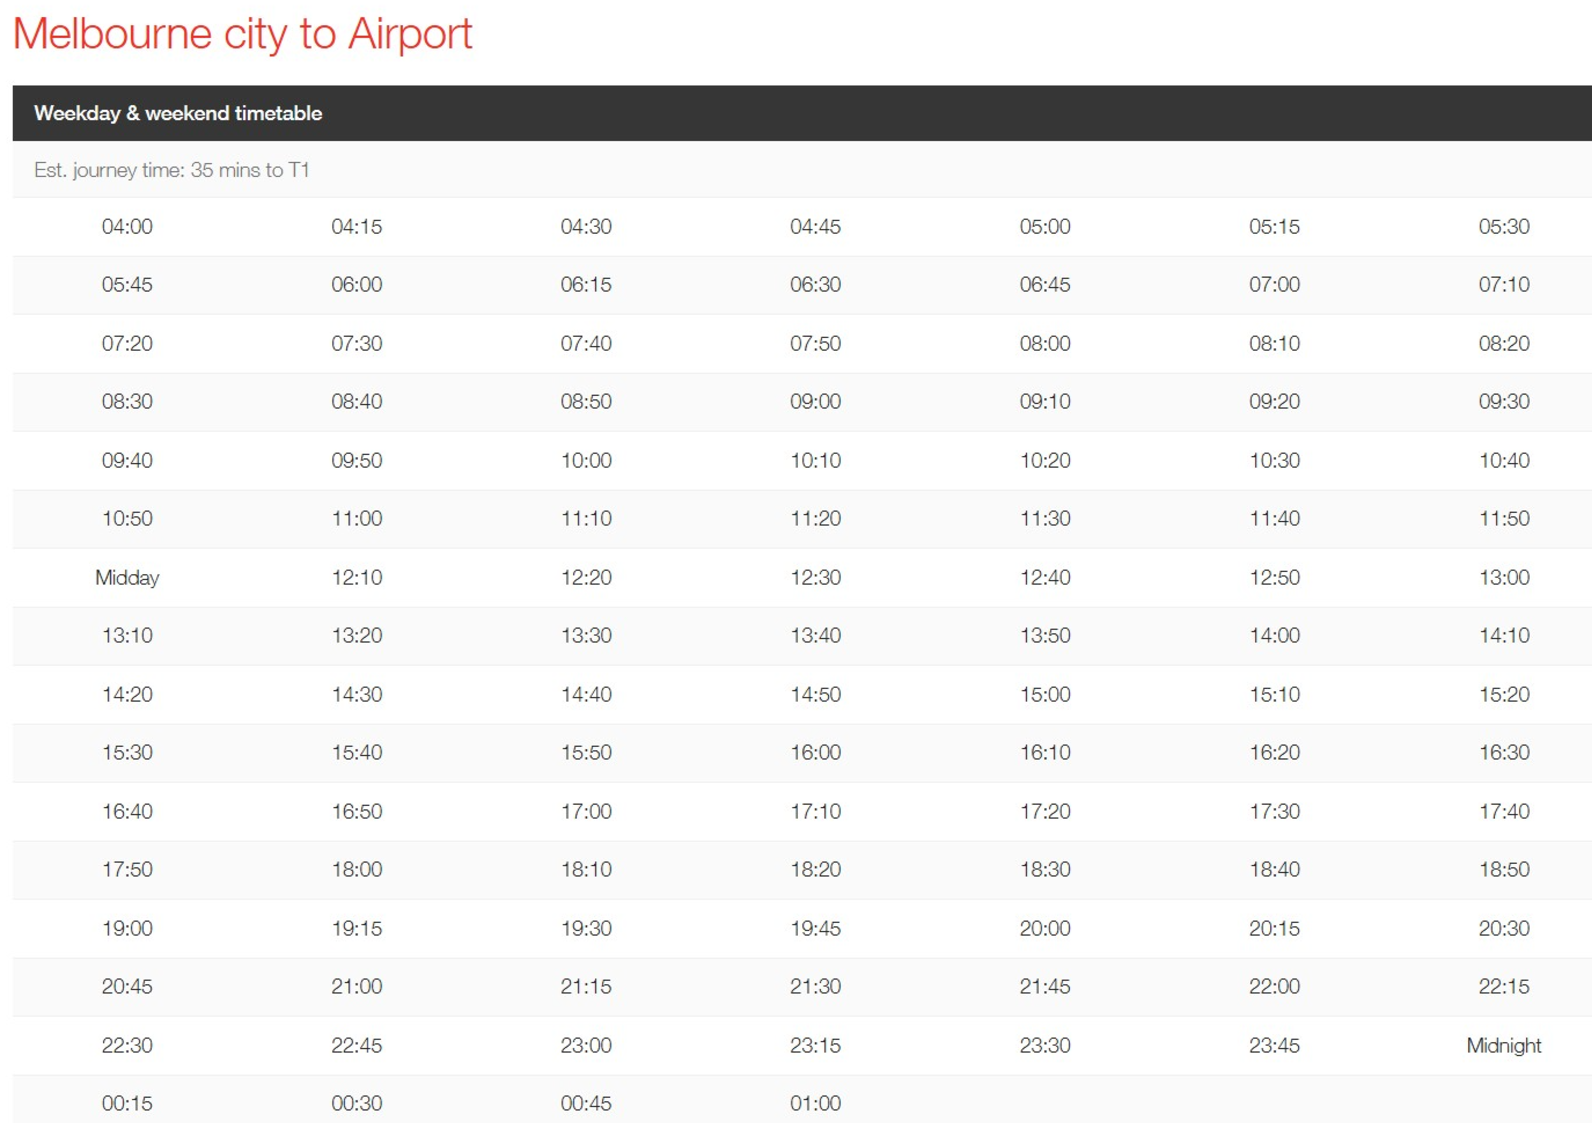 Melbourne city to Airport
Weekday & weekend timetable
Est. journey time: 35 mins to T1
04:00 04:15 04:30 04:45 05:00 05:15 05:30
05:45 06:00 06:15 06:30 06:45 07:00 07:10
07:20 07:30 07:40 07:50 08:00 08:10 08:20
08:30 08:40 08:50 09:00 09:10 09:20 09:30
09:40 09:50 10:00 10:10 10:20 10:30 10:40
10:50 11:00 11:10 11:20 11:30 11:40 11:50
Midday 12:10 12:20 12:30 12:40 12:50 13:00
13:10 13:20 13:30 13:40 13:50 14:00 14:10
14:20 14:30 14:40 14:50 15:00 15:10 15:20
15:30 15:40 15:50 16:00 16:10 16:20 16:30
16:40 16:50 17:00 17:10 17:20 17:30 17:40
17:50 18:00 18:10 18:20 18:30 18:40 18:50
19:00 19:15 19:30 19:45 20:00 20:15 20:30
20:45 21:00 21:15 21:30 21:45 22:00 22:15
22:30 22:45 23:00 23:15 23:30 23:45 Midnight
00:15 00:30 00:45 01:00